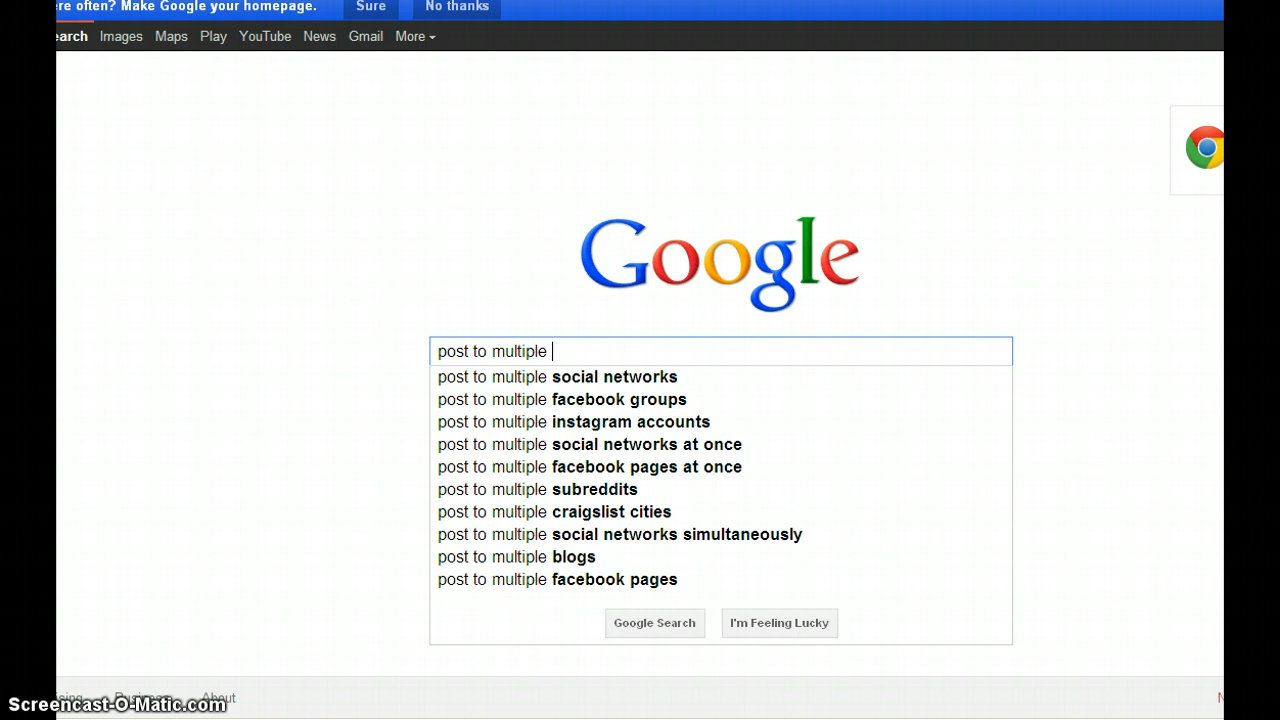 ere often? Make Google your homepage. Sure No thanks
earch Images Maps Play YouTube News Gmail More
Google
post to multiple
post to multiple social networks
post to multiple facebook groups
post to multiple instagram accounts
post to multiple social networks at once
post to multiple facebook pages at once
post to multiple subreddits
post to multiple craigslist cities
post to multiple social networks simultaneously
post to multiple blogs
post to multiple facebook pages
Google Search I'm Feeling Lucky
ising Business About N
Screencast-O-Matic.com